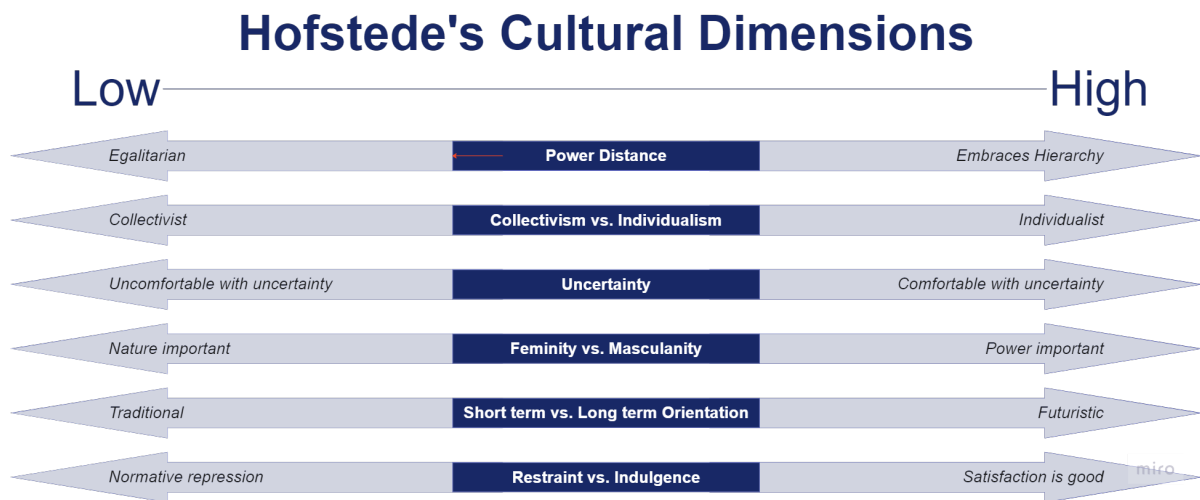 Hofstede's Cultural Dimensions
Low High
Egalitarian Power Distance Embraces Hierarchy
Collectivist Collectivism vs. Individualism Individualist
Uncomfortable with uncertainty Uncertainty Comfortable with uncertainty
Nature important Feminity vs. Masculanity Power important
Traditional Short term vs. Long term Orientation Futuristic
Normative repression Restraint vs. Indulgence Satisfaction is good
miro